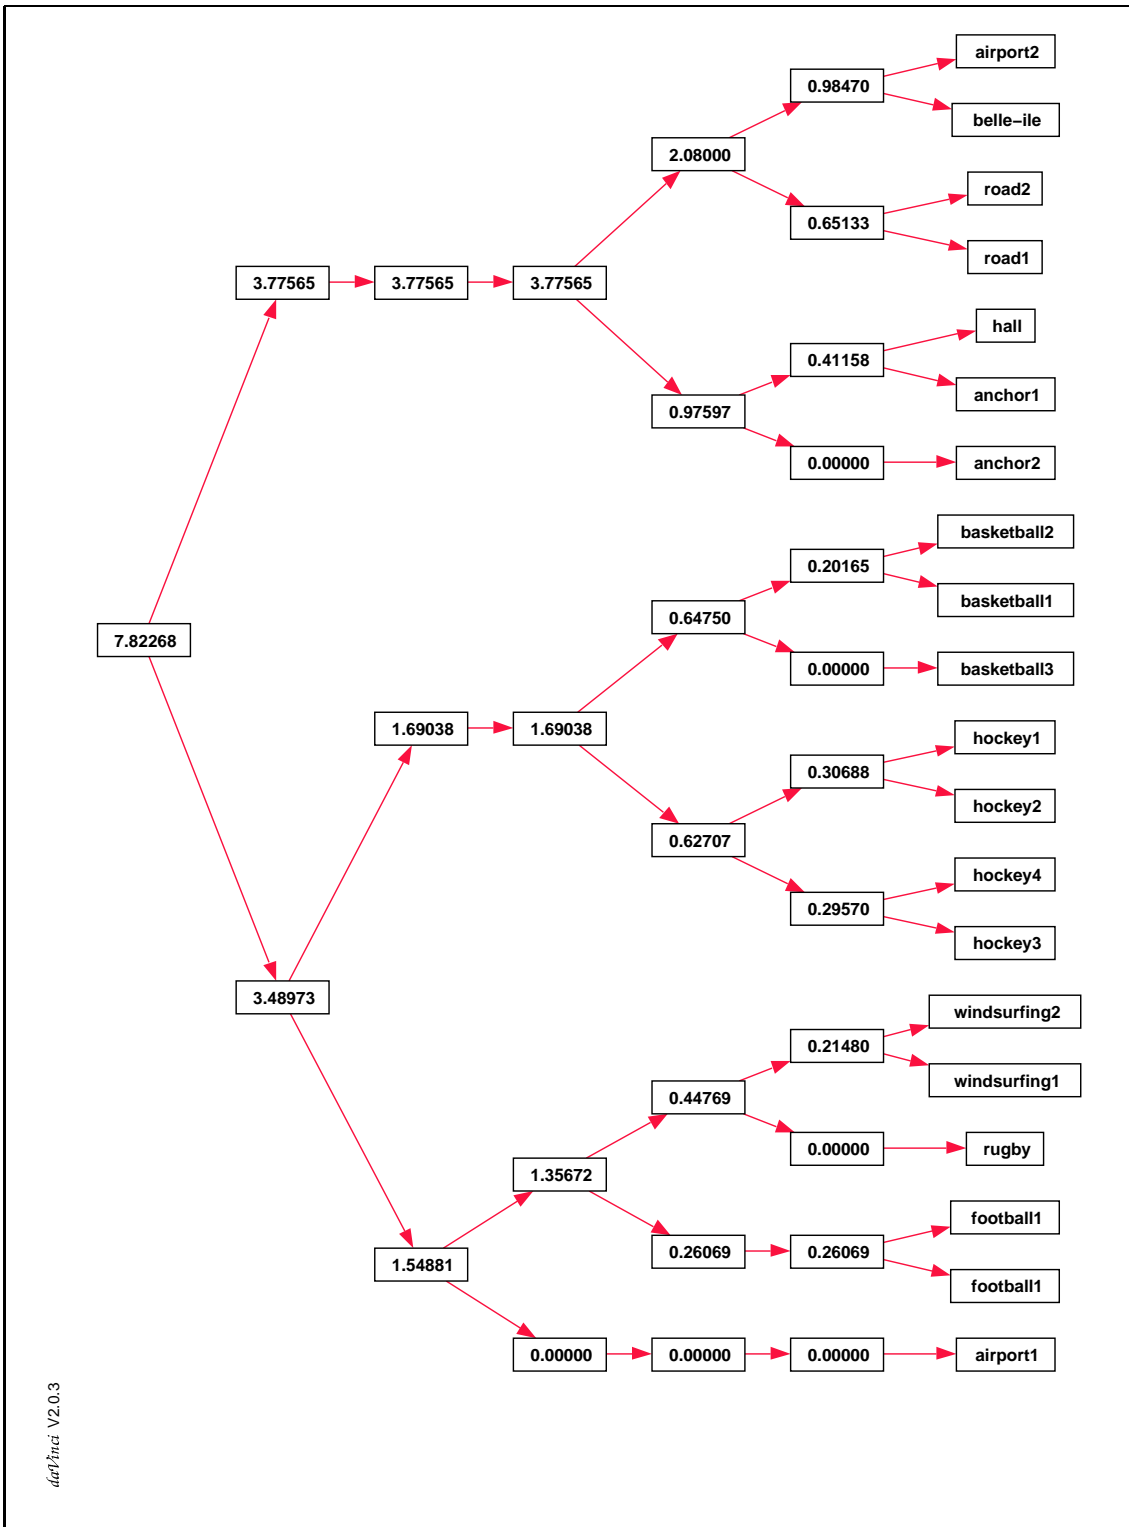 airport2
0.98470
belle–ile
2.08000
road2
0.65133
road1
3.77565 3.77565 3.77565
hall
0.41158
anchor1
0.97597
0.00000 anchor2
basketball2
0.20165
basketball1
0.64750
7.82268
0.00000 basketball3
1.69038 1.69038
hockey1
0.30688
hockey2
0.62707
hockey4
0.29570
hockey3
3.48973
windsurfing2
0.21480
windsurfing1
0.44769
0.00000 rugby
1.35672
football1
0.26069 0.26069
1.54881
football1
0.00000 0.00000 0.00000 airport1
daVinci V2.0.3